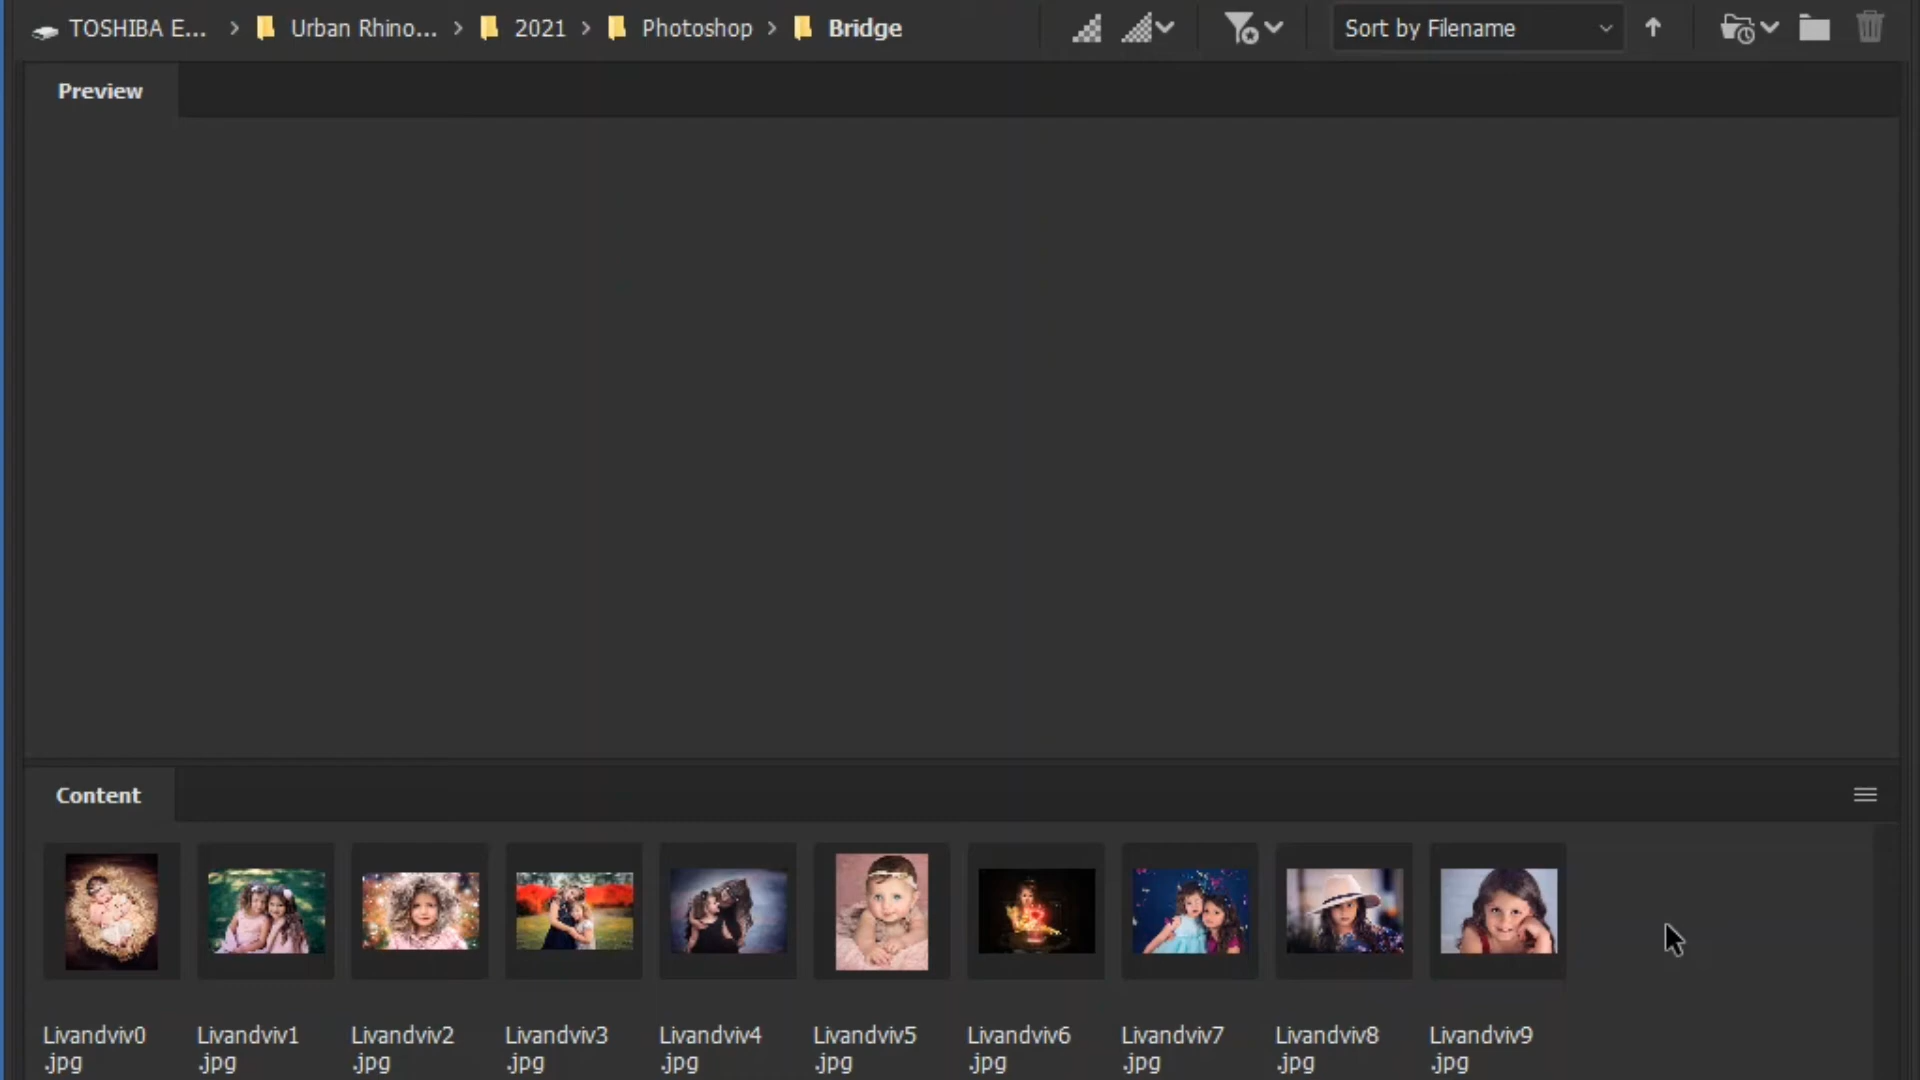 TOSHIBA E... > Urban Rhino... > 2021 > Photoshop > Bridge
Sort by Filename
Preview
Content
Livandviv0 .jpg
Livandviv1 .jpg
Livandviv2 .jpg
Livandviv3 .jpg
Livandviv4 .jpg
Livandviv5 .jpg
Livandviv6 .jpg
Livandviv7 .jpg
Livandviv8 .jpg
Livandviv9 .jpg